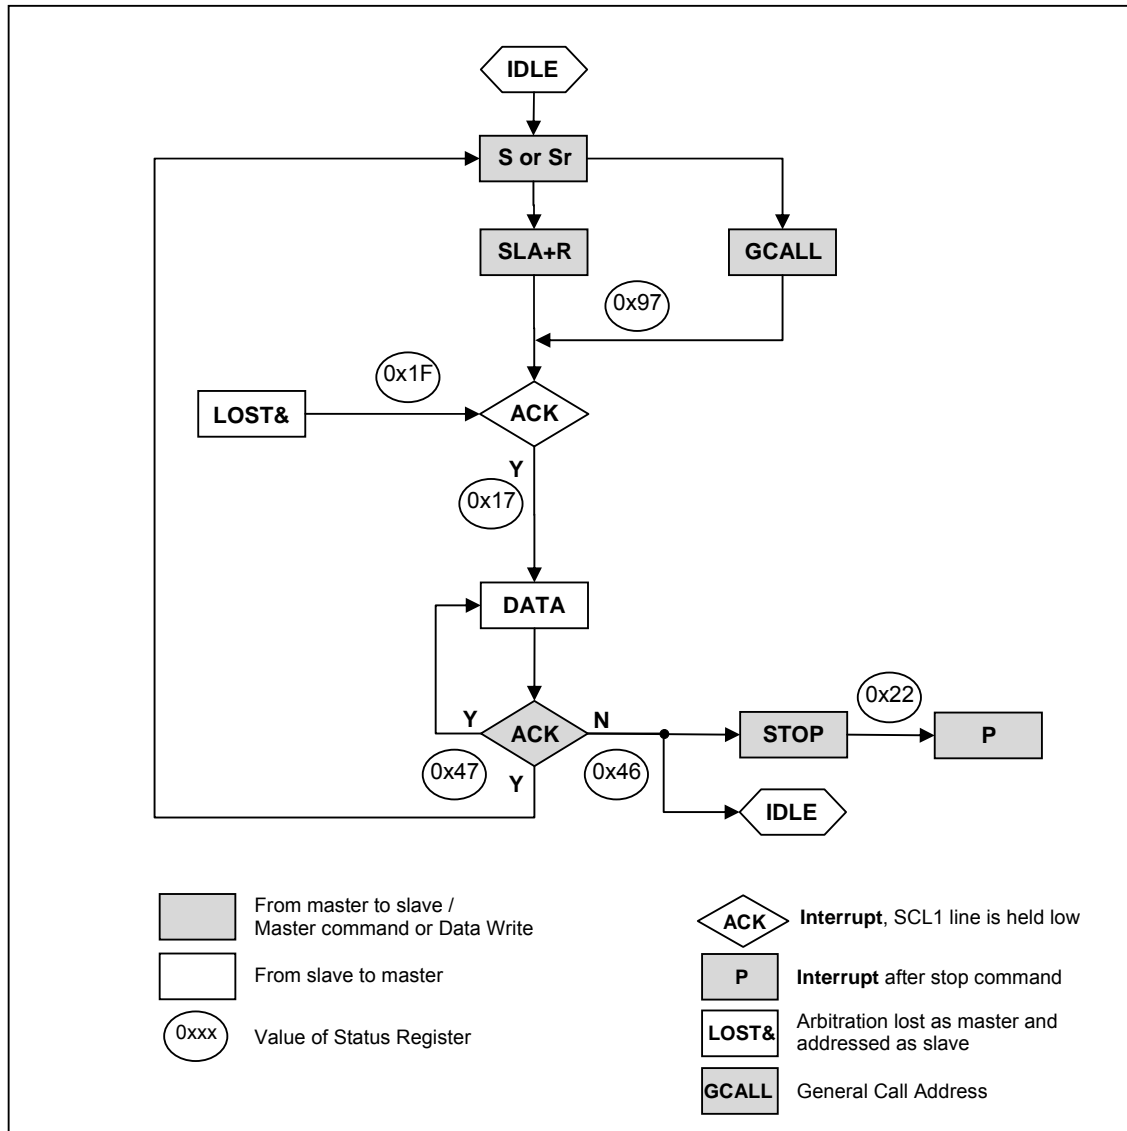 IDLE
S or Sr
SLA+R
GCALL
0x97
0x1F
LOST&
ACK
Y
0x17
DATA
0x22
Y
ACK
N
STOP
P
0x47
Y
0x46
IDLE
From master to slave /
Master command or Data Write
From slave to master
0xxx
Value of Status Register
ACK
Interrupt, SCL1 line is held low
P
Interrupt after stop command
LOST&
Arbitration lost as master and
addressed as slave
GCALL
General Call Address